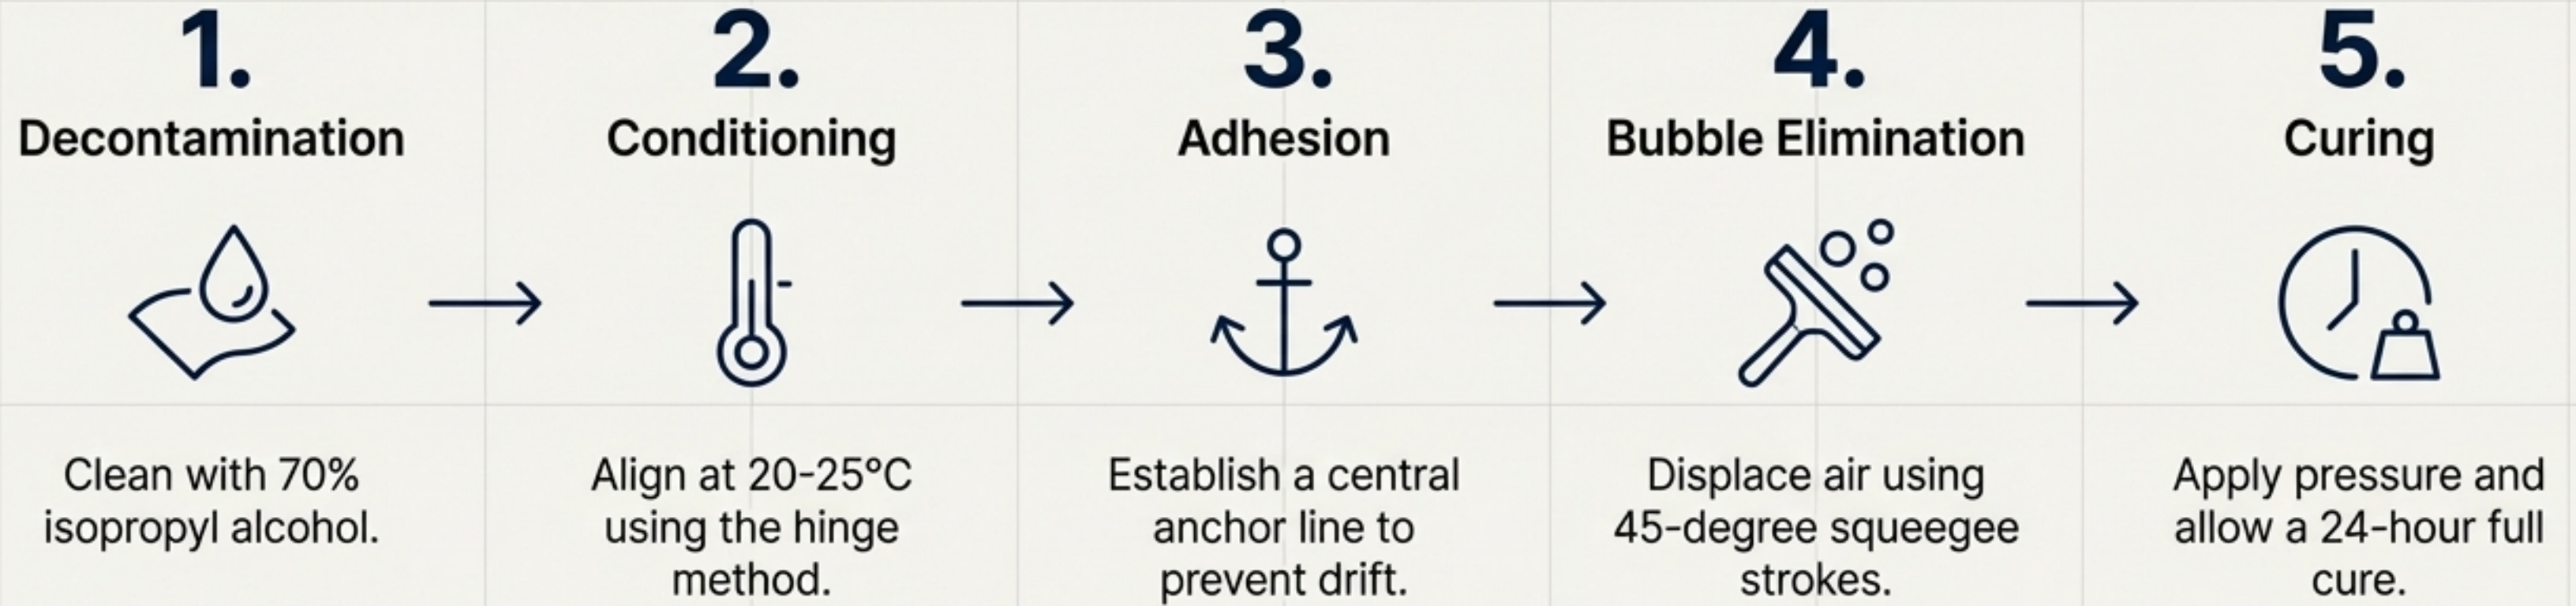 1.
Decontamination
Clean with 70%
isopropyl alcohol.
2.
Conditioning
Align at 20-25°C
using the hinge
method.
3.
Adhesion
Establish a central
anchor line to
prevent drift.
4.
Bubble Elimination
Displace air using
45-degree squeegee
strokes.
5.
Curing
Apply pressure and
allow a 24-hour full
cure.